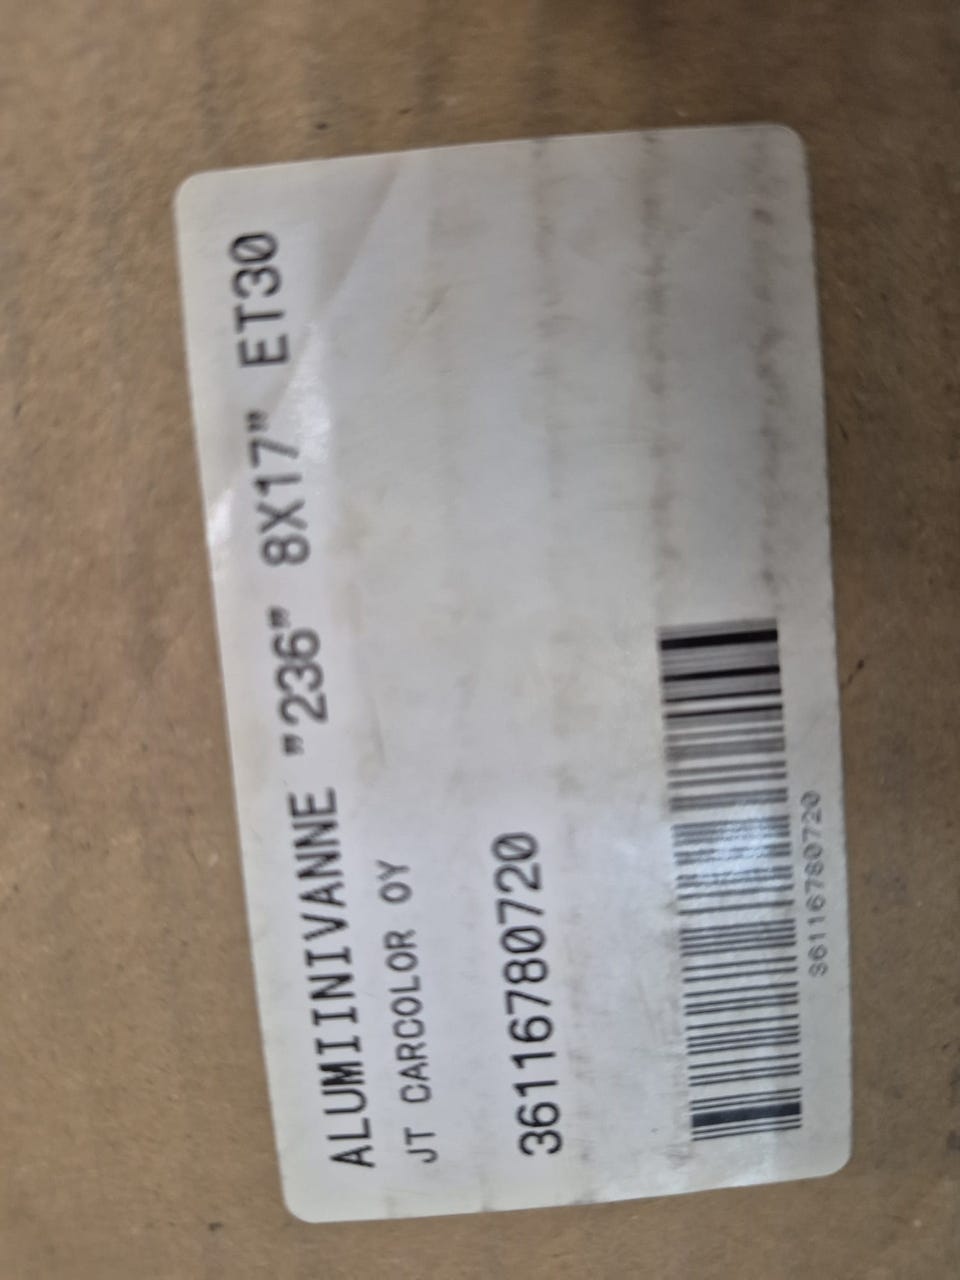 ALUMIINIVANNE "236" 8X17" ET30
JT CARCOLOR OY
36116780720
36116780720